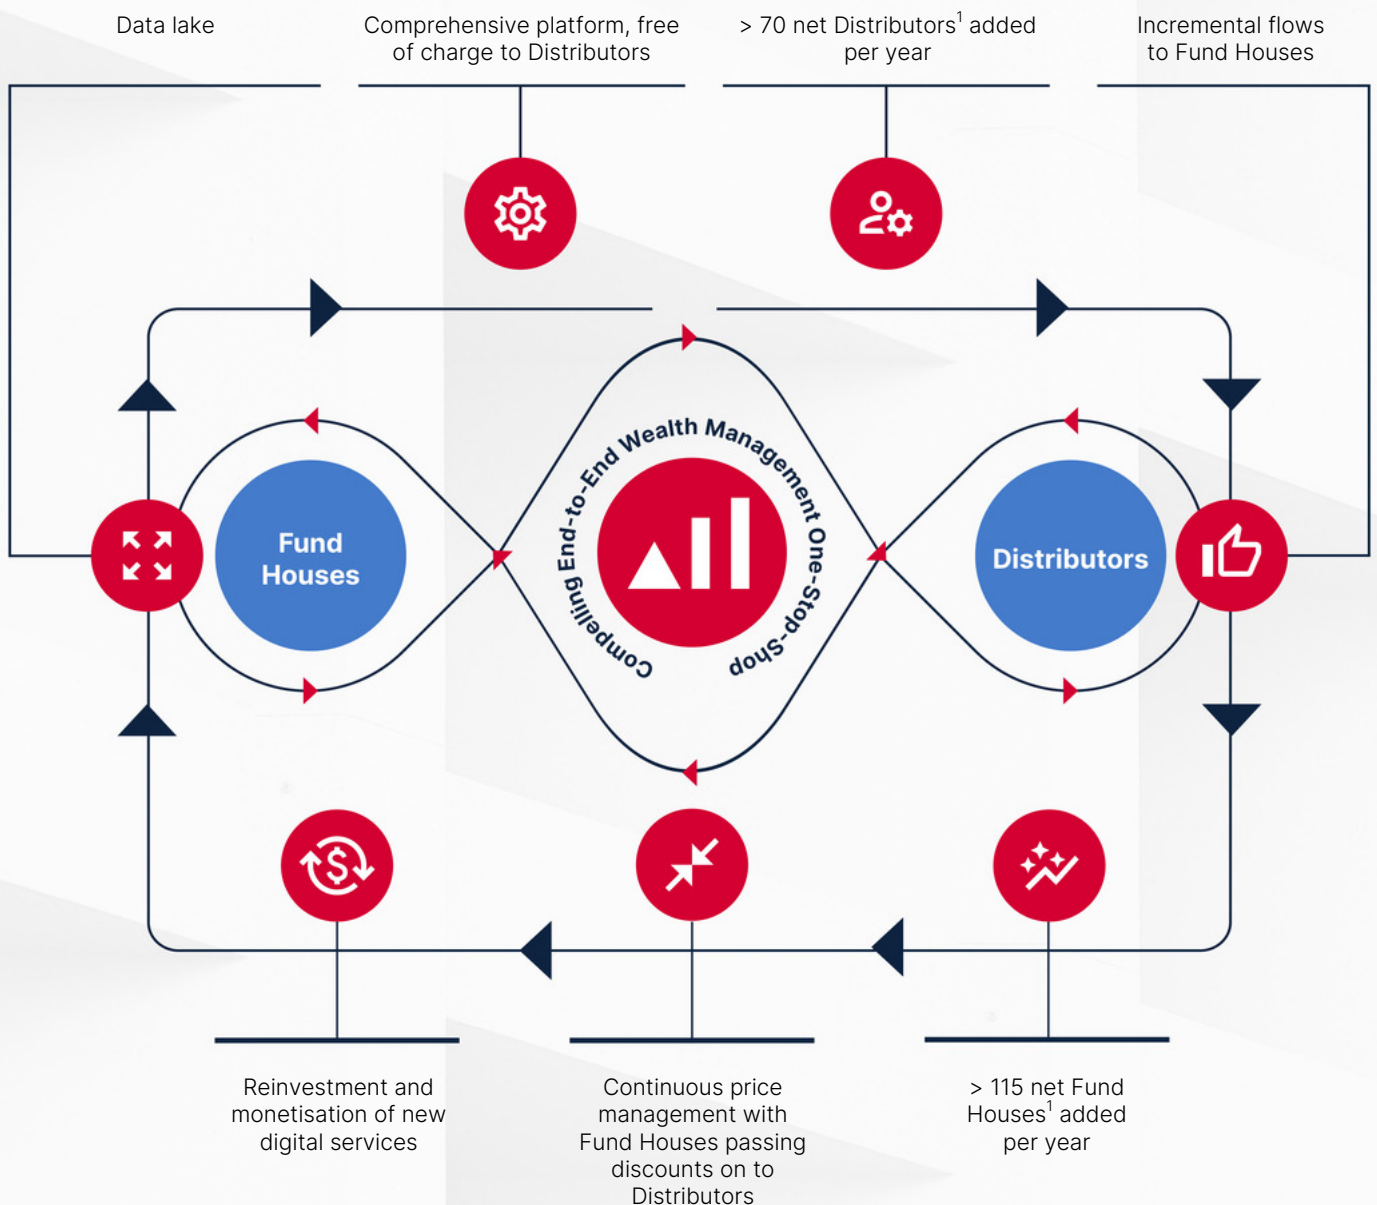 Data lake
Comprehensive platform, free
of charge to Distributors
> 70 net Distributors¹ added
per year
Incremental flows
to Fund Houses
Compelling End-to-End Wealth Management One-Stop-Shop
Fund
Houses
Distributors
Reinvestment and
monetisation of new
digital services
Continuous price
management with
Fund Houses passing
discounts on to
Distributors
> 115 net Fund
Houses¹ added
per year